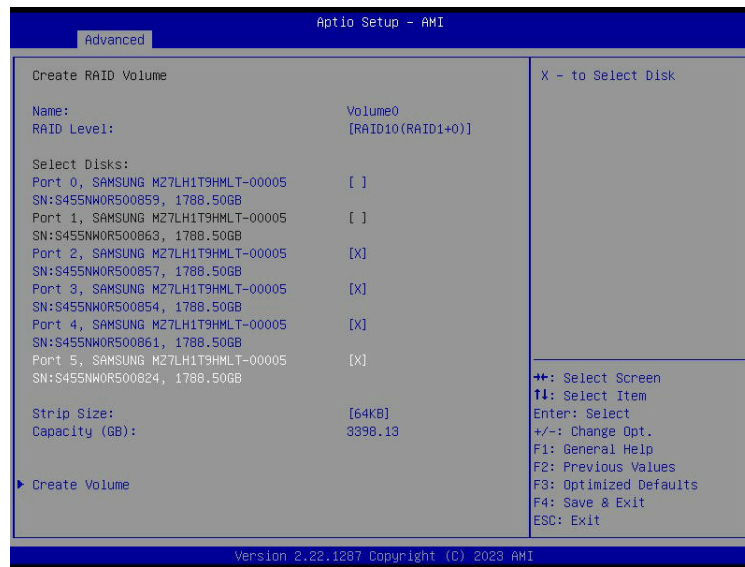 Aptio Setup – AMI
Advanced
Create RAID Volume
X – to Select Disk
Name: Volume0
RAID Level: [RAID10(RAID1+0)]
Select Disks:
Port 0, SAMSUNG MZ7LH1T9HMLT-00005 [ ]
SN:S455NW0R500859, 1788.50GB
Port 1, SAMSUNG MZ7LH1T9HMLT-00005 [ ]
SN:S455NW0R500863, 1788.50GB
Port 2, SAMSUNG MZ7LH1T9HMLT-00005 [X]
SN:S455NW0R500857, 1788.50GB
Port 3, SAMSUNG MZ7LH1T9HMLT-00005 [X]
SN:S455NW0R500854, 1788.50GB
Port 4, SAMSUNG MZ7LH1T9HMLT-00005 [X]
SN:S455NW0R500861, 1788.50GB
Port 5, SAMSUNG MZ7LH1T9HMLT-00005 [X]
SN:S455NW0R500824, 1788.50GB
Strip Size: [64KB]
Capacity (GB): 3398.13
Create Volume
→←: Select Screen
↑↓: Select Item
Enter: Select
+/-: Change Opt.
F1: General Help
F2: Previous Values
F3: Optimized Defaults
F4: Save & Exit
ESC: Exit
Version 2.22.1287 Copyright (C) 2023 AMI